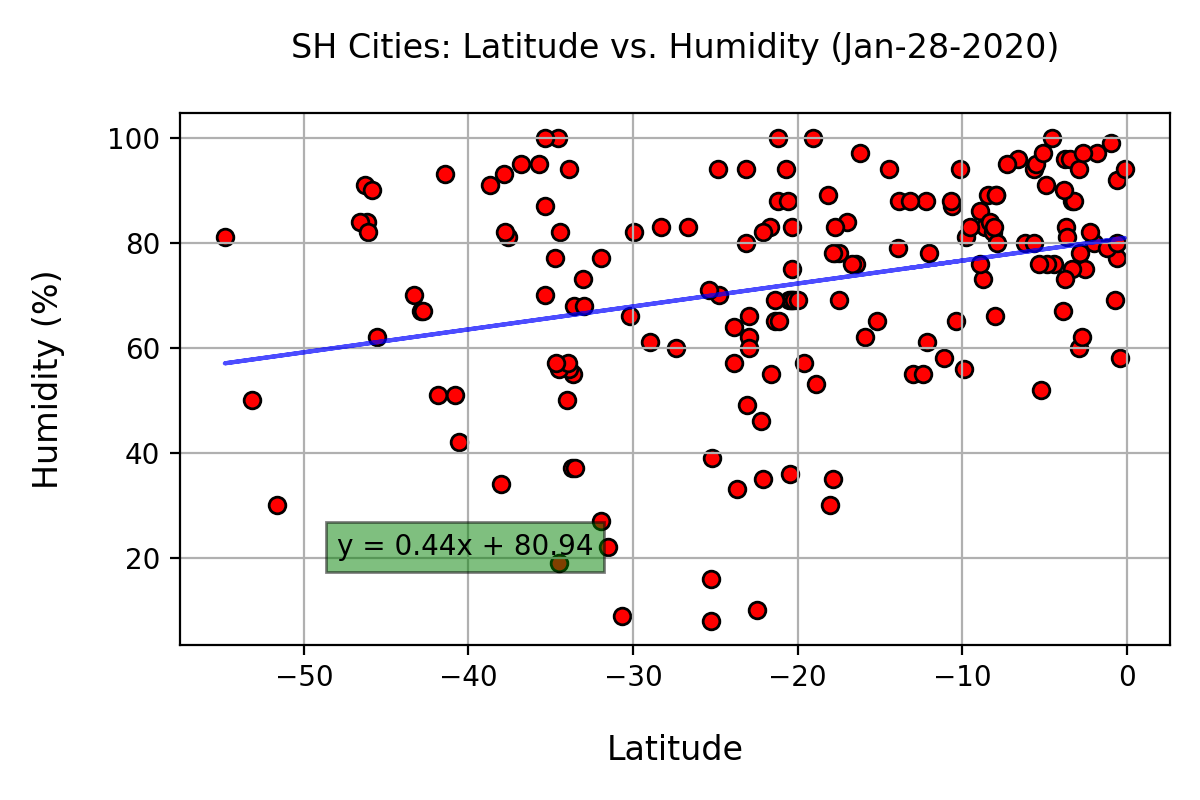 SH Cities: Latitude vs. Humidity (Jan-28-2020)
100
80
60
40
20
Humidity (%)
y = 0.44x + 80.94
−50 −40 −30 −20 −10 0
Latitude